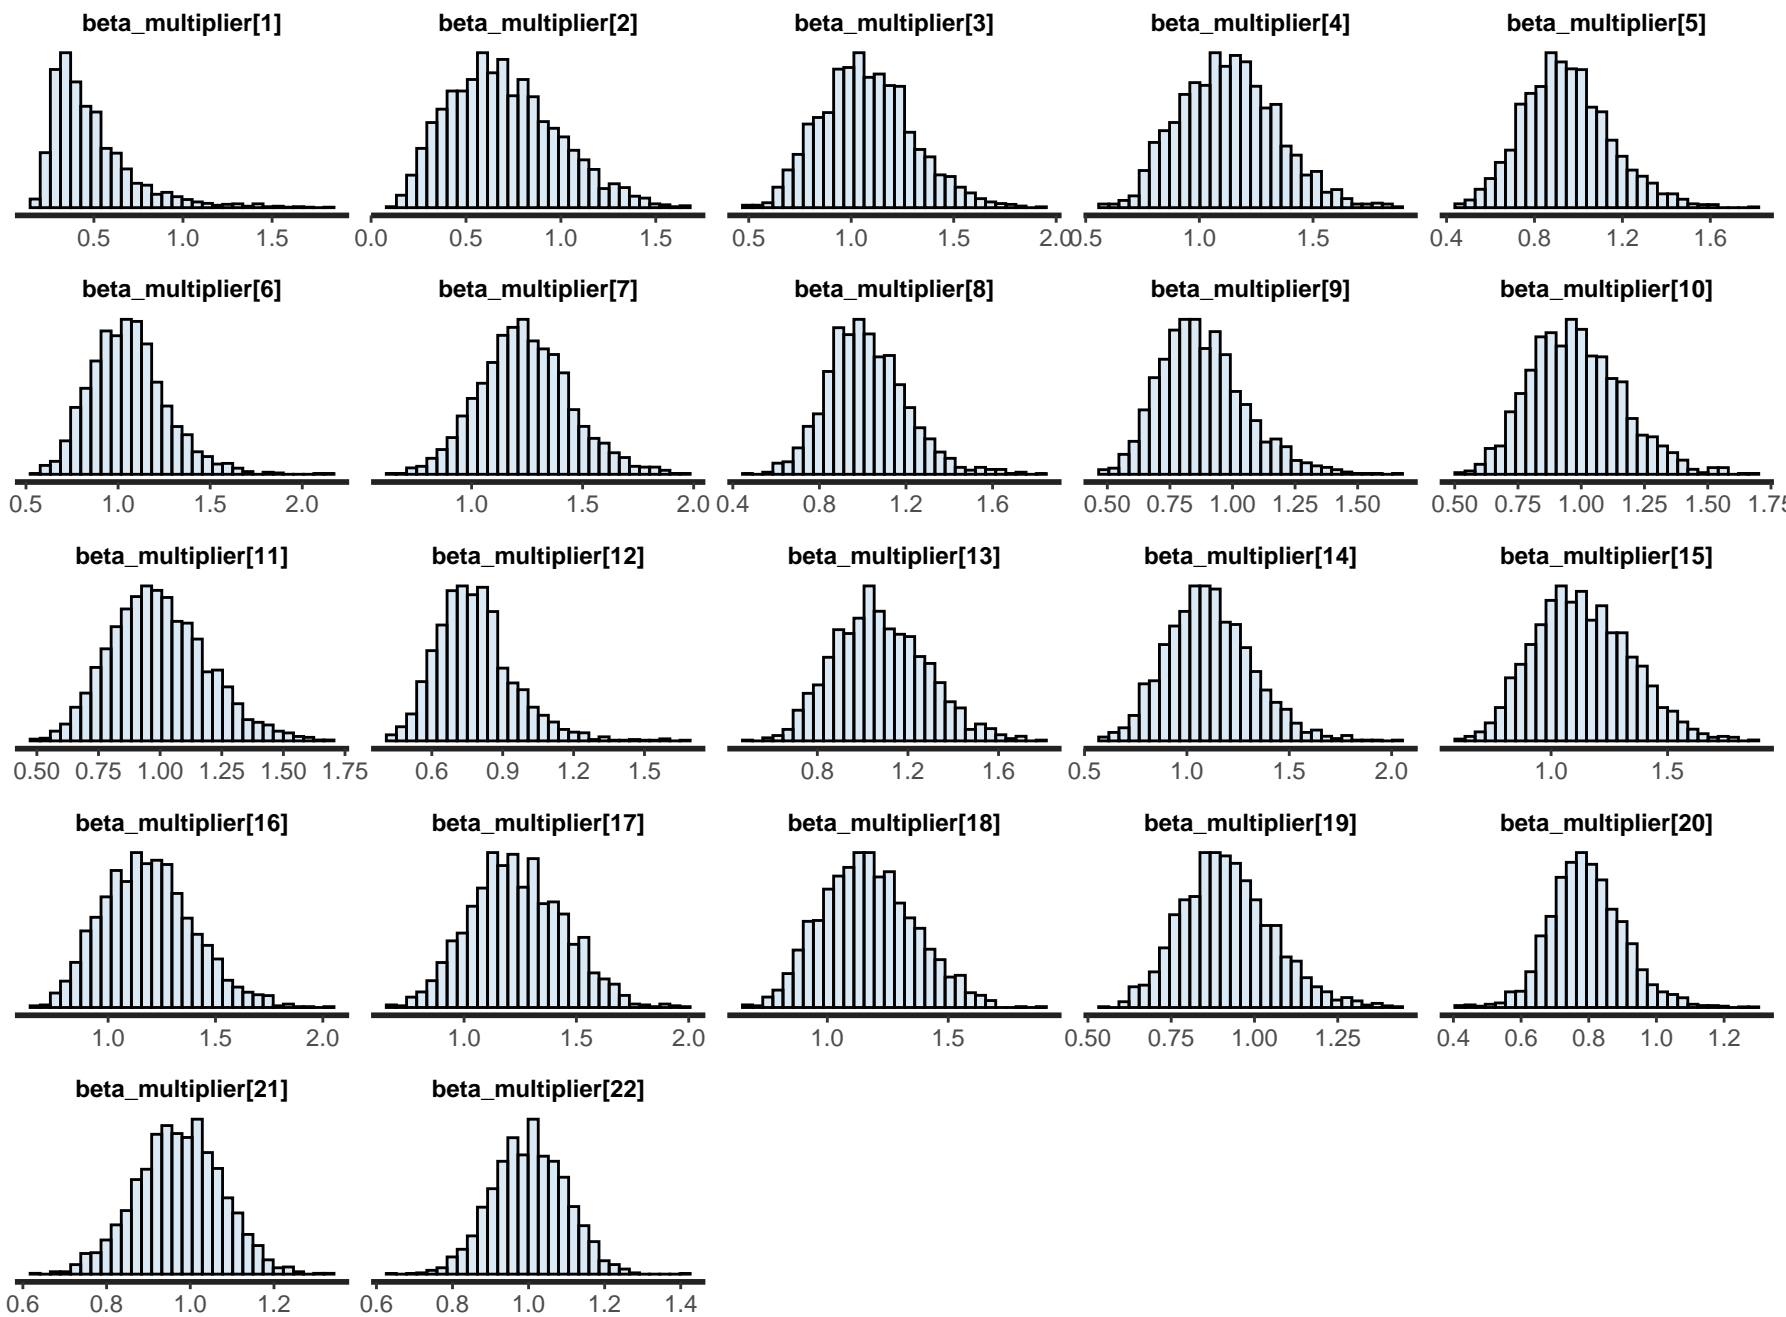 beta_multiplier[1] beta_multiplier[2] beta_multiplier[3] beta_multiplier[4] beta_multiplier[5]
0.5 1.0 1.5 0.0 0.5 1.0 1.5 0.5 1.0 1.5 2.0 0.5 1.0 1.5 0.4 0.8 1.2 1.6
beta_multiplier[6] beta_multiplier[7] beta_multiplier[8] beta_multiplier[9] beta_multiplier[10]
0.5 1.0 1.5 2.0 1.0 1.5 2.0 0.4 0.8 1.2 1.6 0.50 0.75 1.00 1.25 1.50 0.50 0.75 1.00 1.25 1.50 1.75
beta_multiplier[11] beta_multiplier[12] beta_multiplier[13] beta_multiplier[14] beta_multiplier[15]
0.50 0.75 1.00 1.25 1.50 1.75 0.6 0.9 1.2 1.5 0.8 1.2 1.6 0.5 1.0 1.5 2.0 1.0 1.5
beta_multiplier[16] beta_multiplier[17] beta_multiplier[18] beta_multiplier[19] beta_multiplier[20]
1.0 1.5 2.0 1.0 1.5 2.0 1.0 1.5 0.50 0.75 1.00 1.25 0.4 0.6 0.8 1.0 1.2
beta_multiplier[21] beta_multiplier[22]
0.6 0.8 1.0 1.2 0.6 0.8 1.0 1.2 1.4